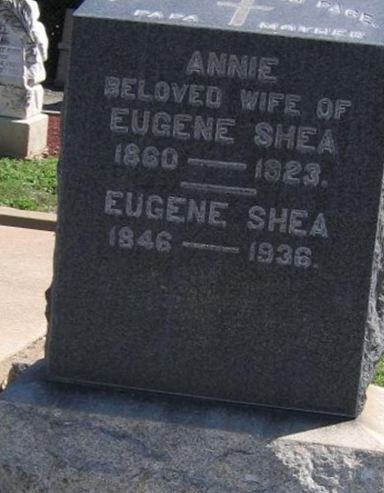 PAPA MOTHER
ANNIE
BELOVED WIFE OF
EUGENE SHEA
1860 — 1923.
EUGENE SHEA
1846 — 1936.